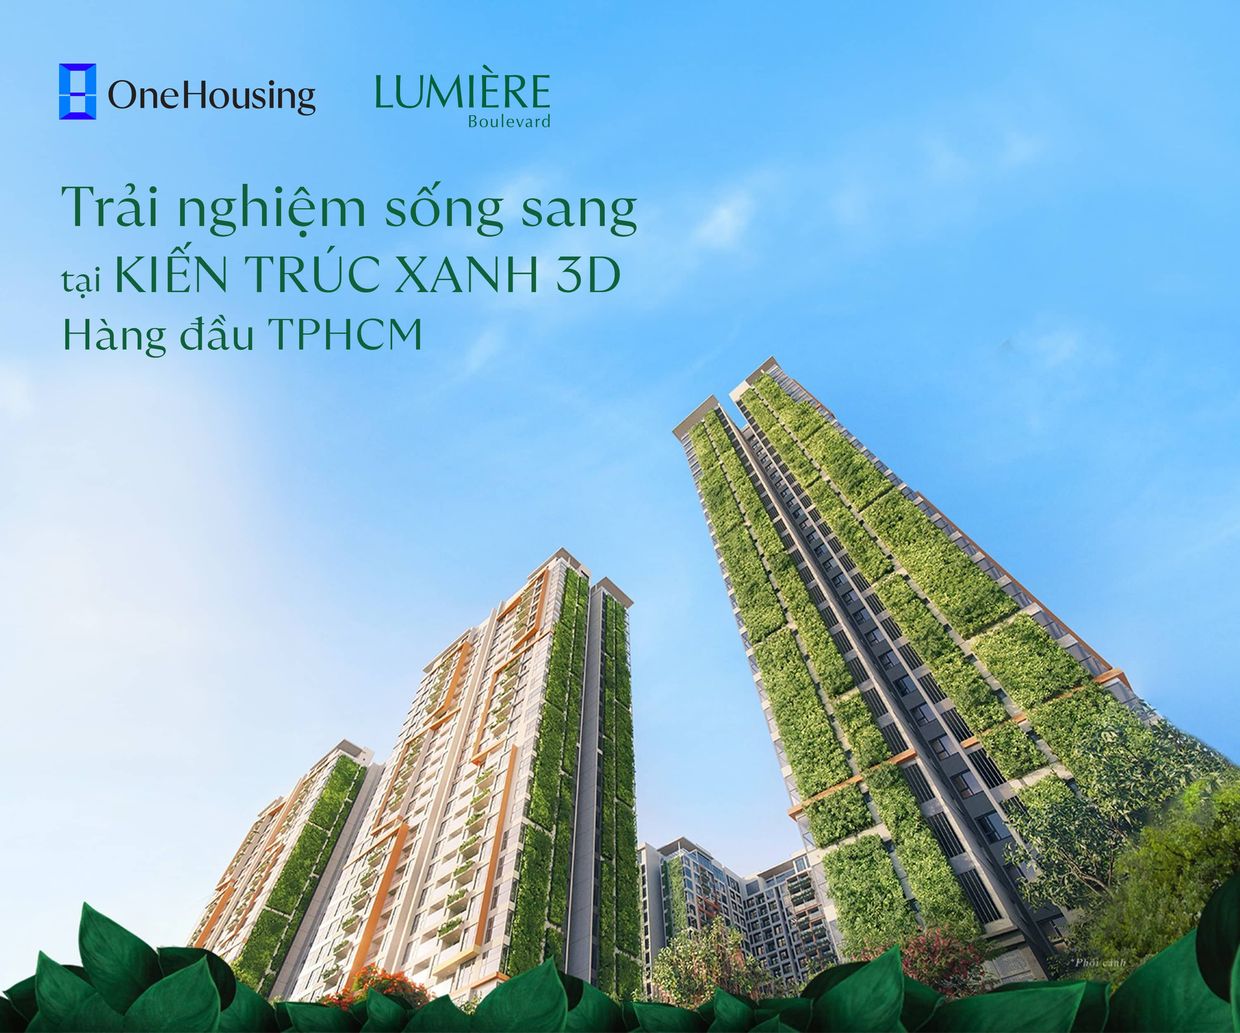 OneHousing
LUMIÈRE
Boulevard
Trải nghiệm sống sang
tại KIẾN TRÚC XANH 3D
Hàng đầu TPHCM
*Phối cảnh